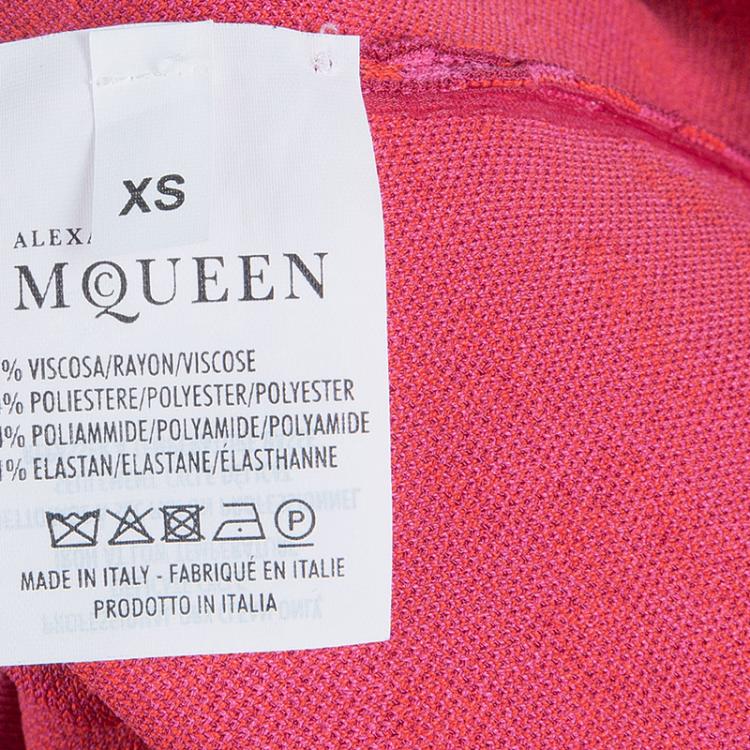 XS
ALEXA
MCQUEEN
% VISCOSA/RAYON/VISCOSE
% POLIESTERE/POLYESTER/POLYESTER
% POLIAMMIDE/POLYAMIDE/POLYAMIDE
% ELASTAN/ELASTANE/ÉLASTHANNE
P
MADE IN ITALY - FABRIQUÉ EN ITALIE
PRODOTTO IN ITALIA